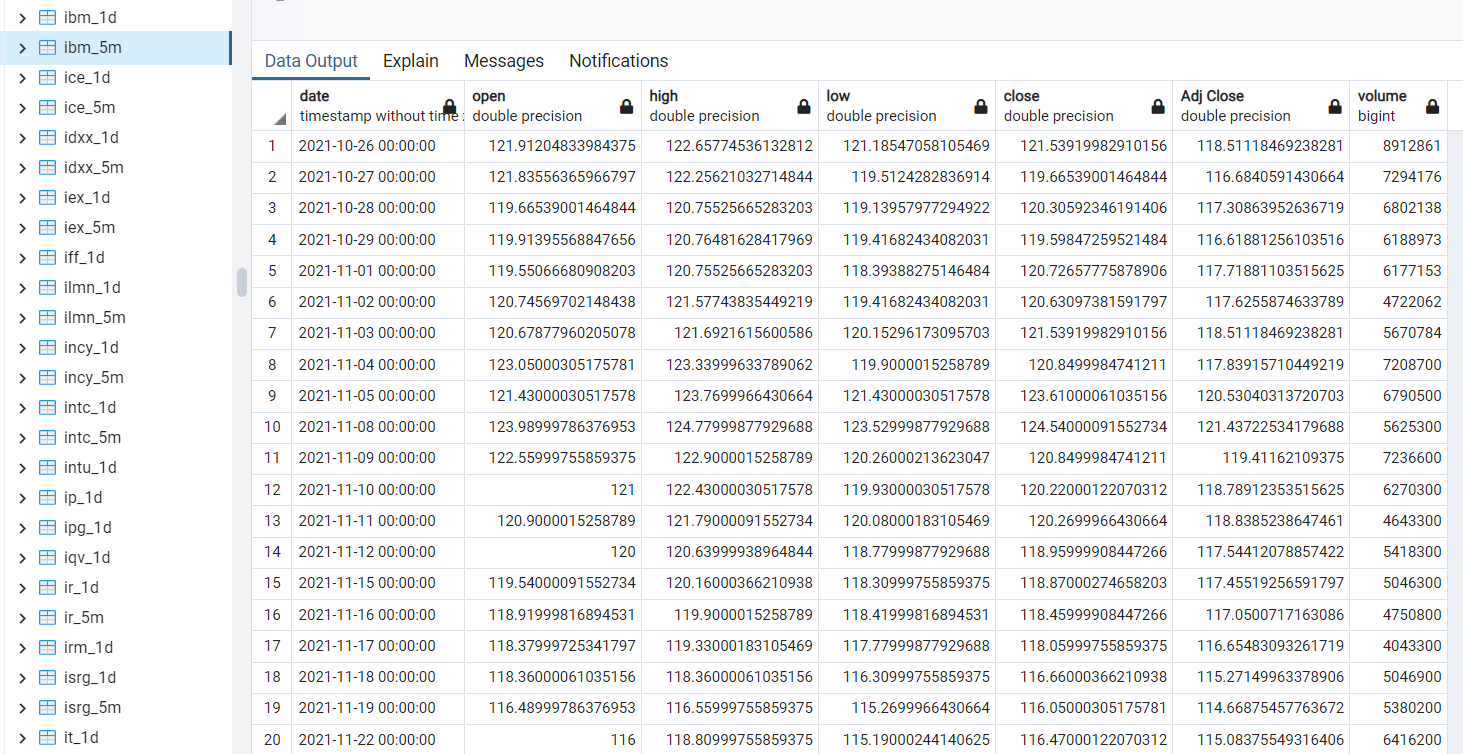 ibm_1d
ibm_5m
ice_1d
ice_5m
idxx_1d
idxx_5m
iex_1d
iex_5m
iff_1d
ilmn_1d
ilmn_5m
incy_1d
incy_5m
intc_1d
intc_5m
intu_1d
ip_1d
ipg_1d
iqv_1d
ir_1d
ir_5m
irm_1d
isrg_1d
isrg_5m
it_1d
Data Output Explain Messages Notifications
date open high low close Adj Close volume
timestamp without time double precision double precision double precision double precision double precision bigint
1 2021-10-26 00:00:00 121.91204833984375 122.65774536132812 121.18547058105469 121.53919982910156 118.51118469238281 8912861
2 2021-10-27 00:00:00 121.83556365966797 122.25621032714844 119.5124282836914 119.66539001464844 116.6840591430664 7294176
3 2021-10-28 00:00:00 119.66539001464844 120.75525665283203 119.13957977294922 120.30592346191406 117.30863952636719 6802138
4 2021-10-29 00:00:00 119.91395568847656 120.76481628417969 119.41682434082031 119.59847259521484 116.61881256103516 6188973
5 2021-11-01 00:00:00 119.55066680908203 120.75525665283203 118.39388275146484 120.72657775878906 117.71881103515625 6177153
6 2021-11-02 00:00:00 120.74569702148438 121.57743835449219 119.41682434082031 120.63097381591797 117.6255874633789 4722062
7 2021-11-03 00:00:00 120.67877960205078 121.6921615600586 120.15296173095703 121.53919982910156 118.51118469238281 5670784
8 2021-11-04 00:00:00 123.05000305175781 123.33999633789062 119.9000015258789 120.8499984741211 117.83915710449219 7208700
9 2021-11-05 00:00:00 121.43000030517578 123.7699966430664 121.43000030517578 123.61000061035156 120.53040313720703 6790500
10 2021-11-08 00:00:00 123.98999786376953 124.77999877929688 123.52999877929688 124.54000091552734 121.43722534179688 5625300
11 2021-11-09 00:00:00 122.55999755859375 122.9000015258789 120.26000213623047 120.8499984741211 119.41162109375 7236600
12 2021-11-10 00:00:00 121 122.43000030517578 119.93000030517578 120.22000122070312 118.78912353515625 6270300
13 2021-11-11 00:00:00 120.9000015258789 121.79000091552734 120.08000183105469 120.2699966430664 118.8385238647461 4643300
14 2021-11-12 00:00:00 120 120.63999938964844 118.77999877929688 118.95999908447266 117.54412078857422 5418300
15 2021-11-15 00:00:00 119.54000091552734 120.16000366210938 118.30999755859375 118.87000274658203 117.45519256591797 5046300
16 2021-11-16 00:00:00 118.91999816894531 119.9000015258789 118.41999816894531 118.45999908447266 117.0500717163086 4750800
17 2021-11-17 00:00:00 118.37999725341797 119.33000183105469 117.77999877929688 118.05999755859375 116.65483093261719 4043300
18 2021-11-18 00:00:00 118.36000061035156 118.36000061035156 116.30999755859375 116.66000366210938 115.27149963378906 5046900
19 2021-11-19 00:00:00 116.48999786376953 116.55999755859375 115.2699966430664 116.05000305175781 114.66875457763672 5380200
20 2021-11-22 00:00:00 116 118.80999755859375 115.19000244140625 116.47000122070312 115.08375549316406 6416200